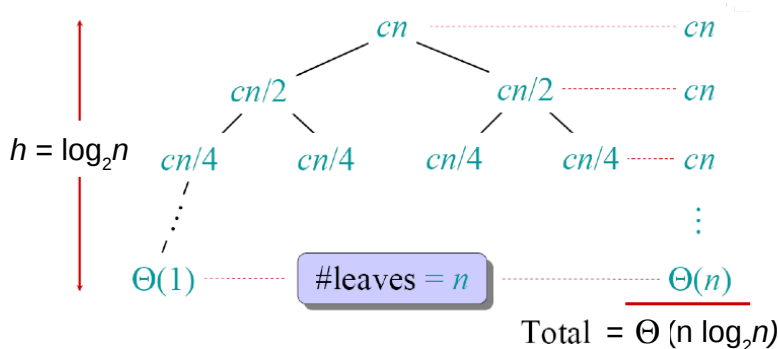 cn cn
cn/2 cn/2 cn
h = log₂n
cn/4 cn/4 cn/4 cn/4 cn
⋮ ⋮
Θ(1) #leaves = n Θ(n)
Total = Θ (n log₂n)